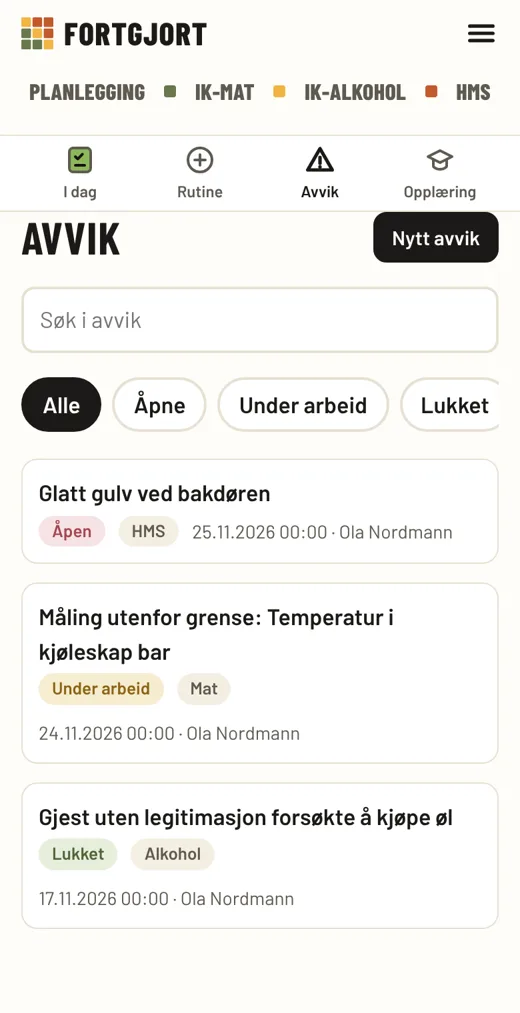 FORTGJORT
PLANLEGGING IK-MAT IK-ALKOHOL HMS
I dag Rutine Avvik Opplæring
AVVIK Nytt avvik
Søk i avvik
Alle Åpne Under arbeid Lukket
Glatt gulv ved bakdøren
Åpen HMS 25.11.2026 00:00 · Ola Nordmann
Måling utenfor grense: Temperatur i
kjøleskap bar
Under arbeid Mat
24.11.2026 00:00 · Ola Nordmann
Gjest uten legitimasjon forsøkte å kjøpe øl
Lukket Alkohol
17.11.2026 00:00 · Ola Nordmann